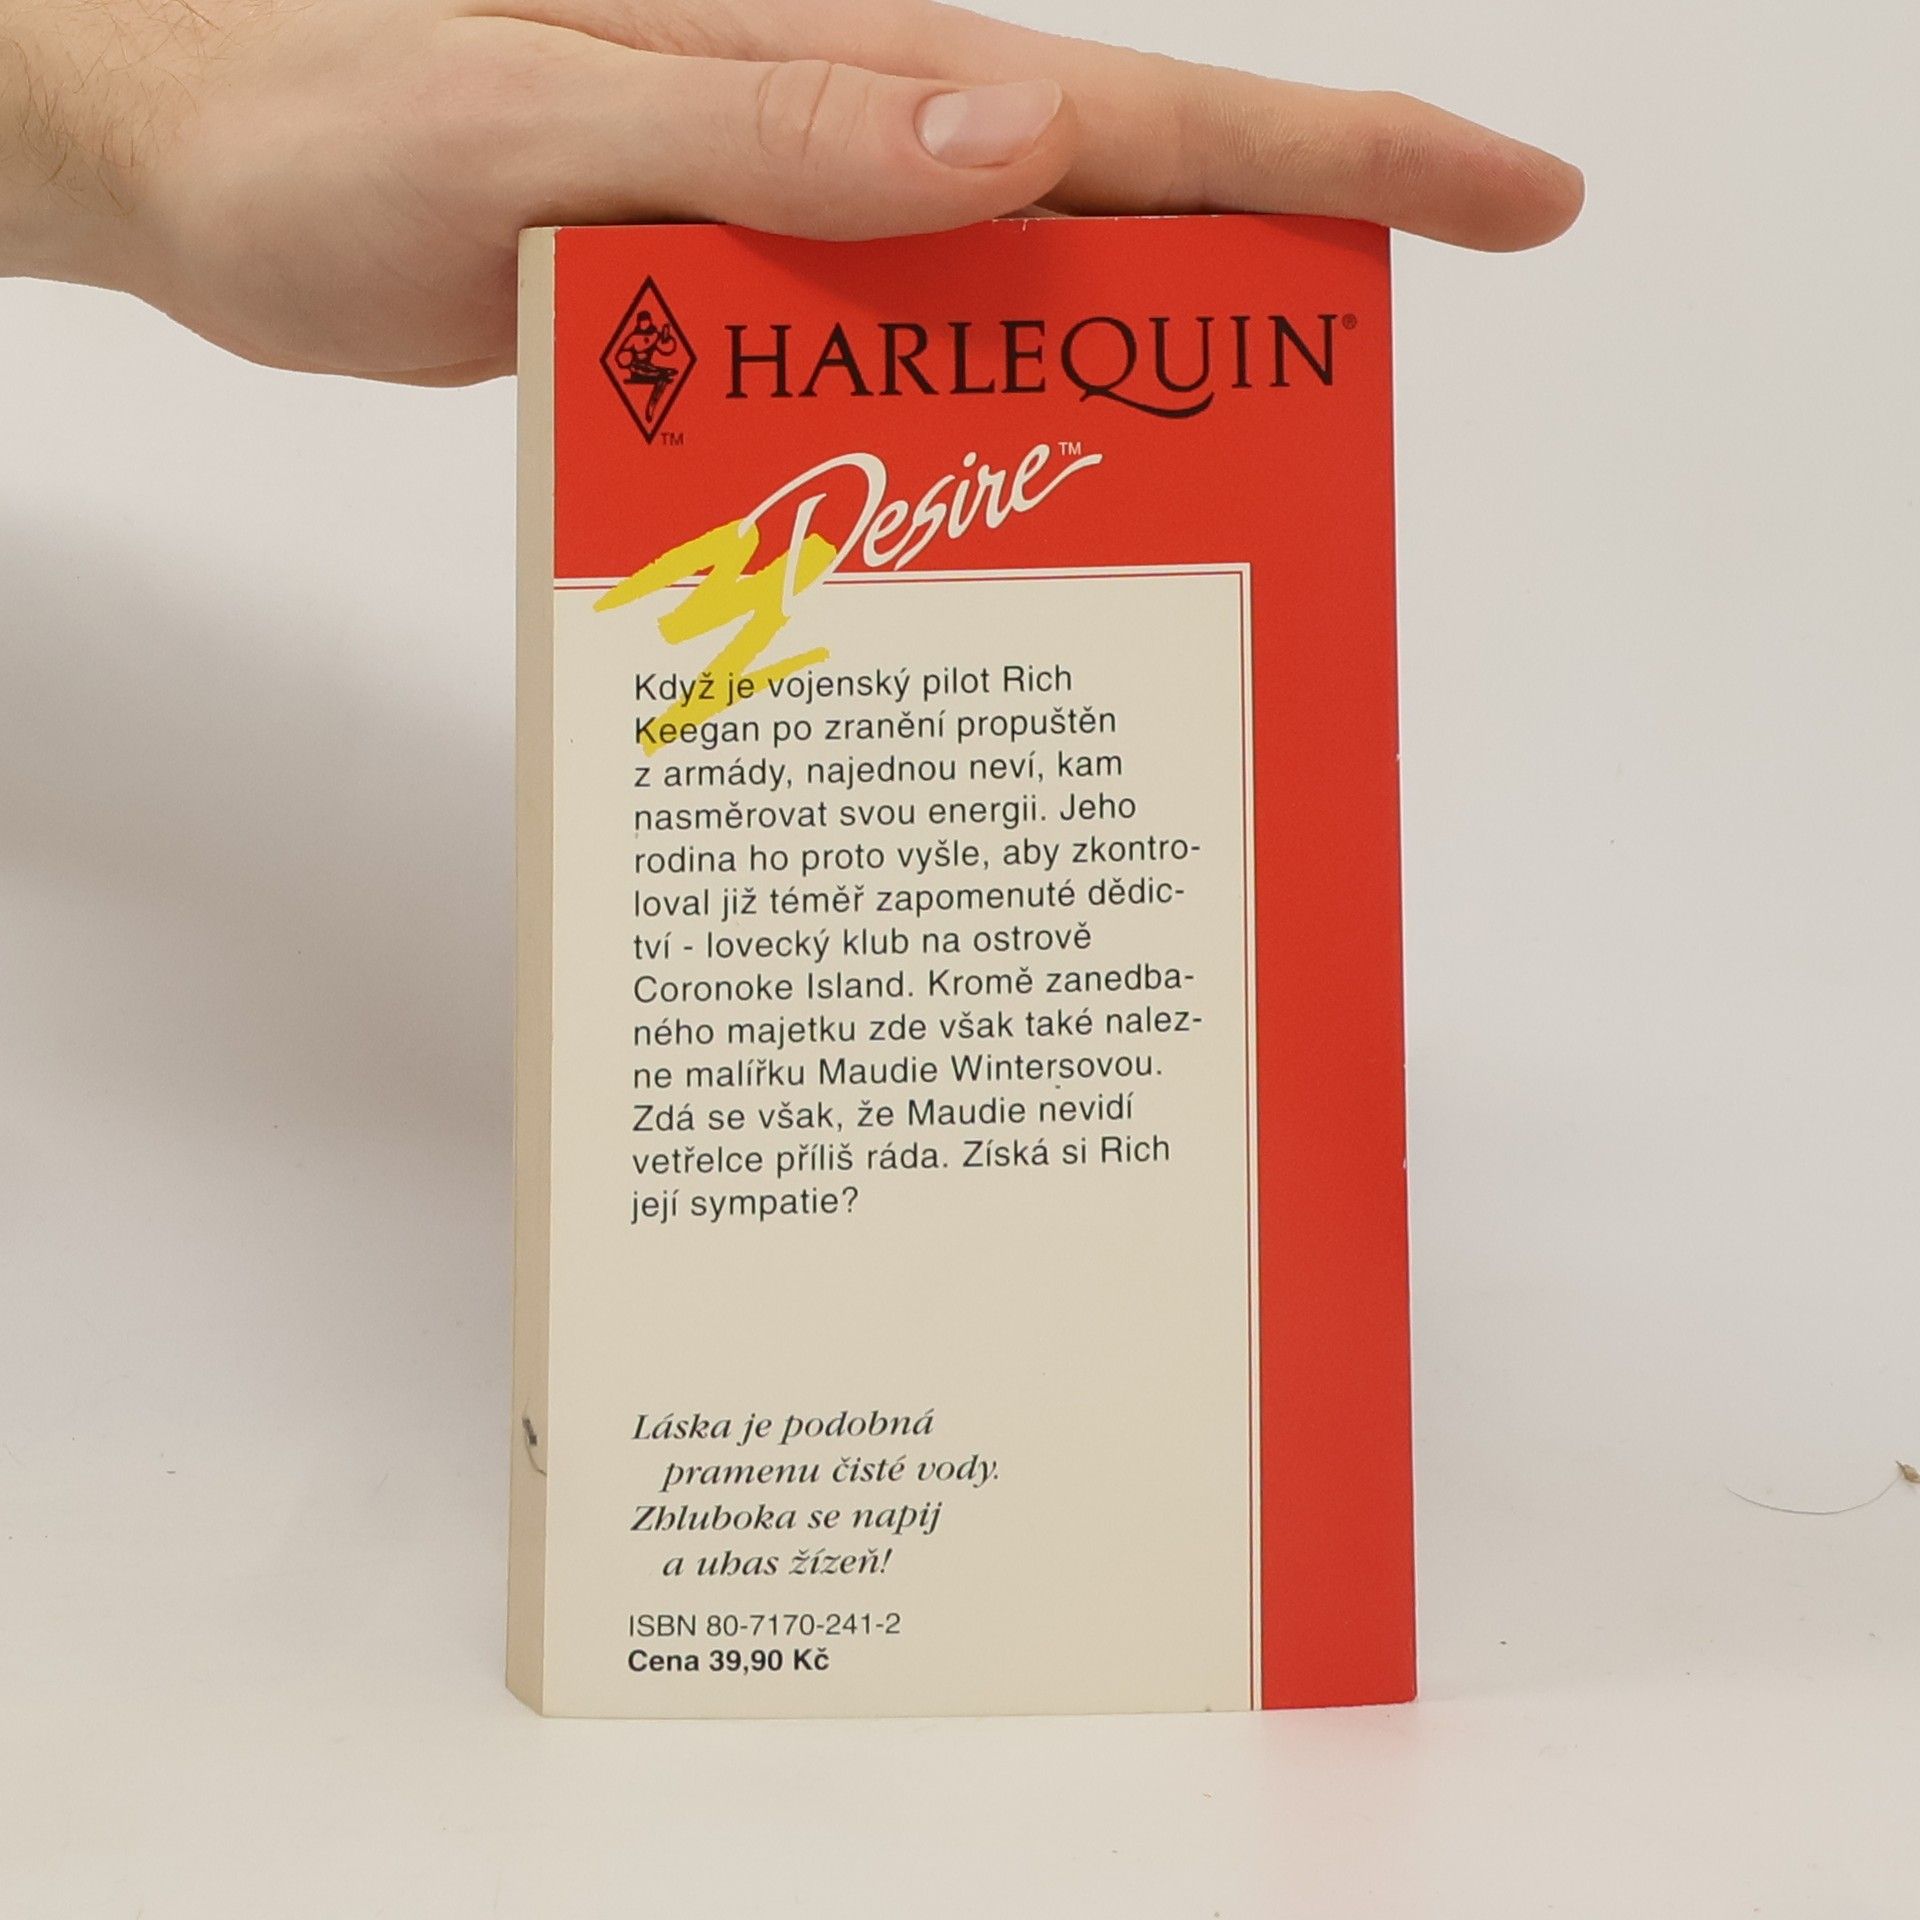 HARLEQUIN®
TM
Desire™
Když je vojenský pilot Rich
Keegan po zranění propuštěn
z armády, najednou neví, kam
nasměrovat svou energii. Jeho
rodina ho proto vyšle, aby zkontro-
loval již téměř zapomenuté dědic-
tví - lovecký klub na ostrově
Coronoke Island. Kromě zanedba-
ného majetku zde však také nalez-
ne malířku Maudie Wintersovou.
Zdá se však, že Maudie nevidí
vetřelce příliš ráda. Získá si Rich
její sympatie?
Láska je podobná
pramenu čisté vody.
Zhluboka se napij
a uhas žízeň!
ISBN 80-7170-241-2
Cena 39,90 Kč